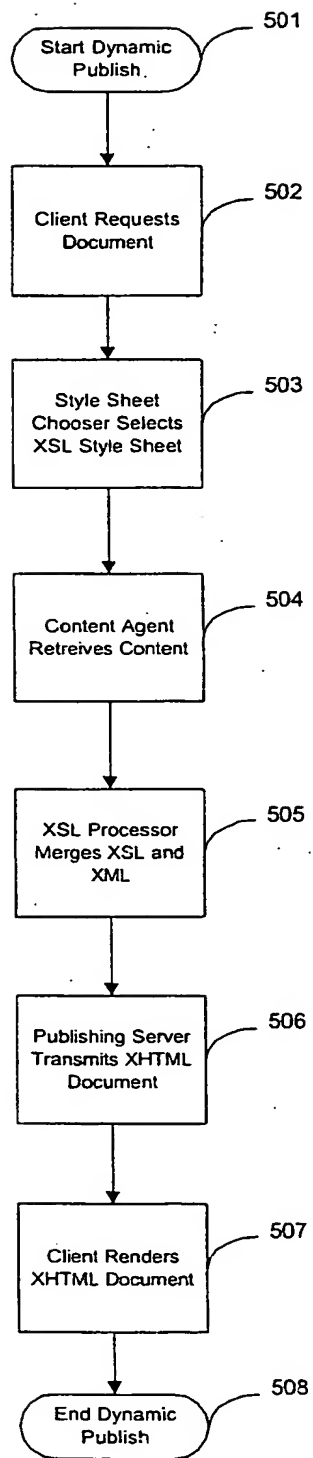 501
Start Dynamic
Publish
502
Client Requests
Document
503
Style Sheet
Chooser Selects
XSL Style Sheet
504
Content Agent
Retreives Content
505
XSL Processor
Merges XSL and
XML
506
Publishing Server
Transmits XHTML
Document
507
Client Renders
XHTML Document
508
End Dynamic
Publish